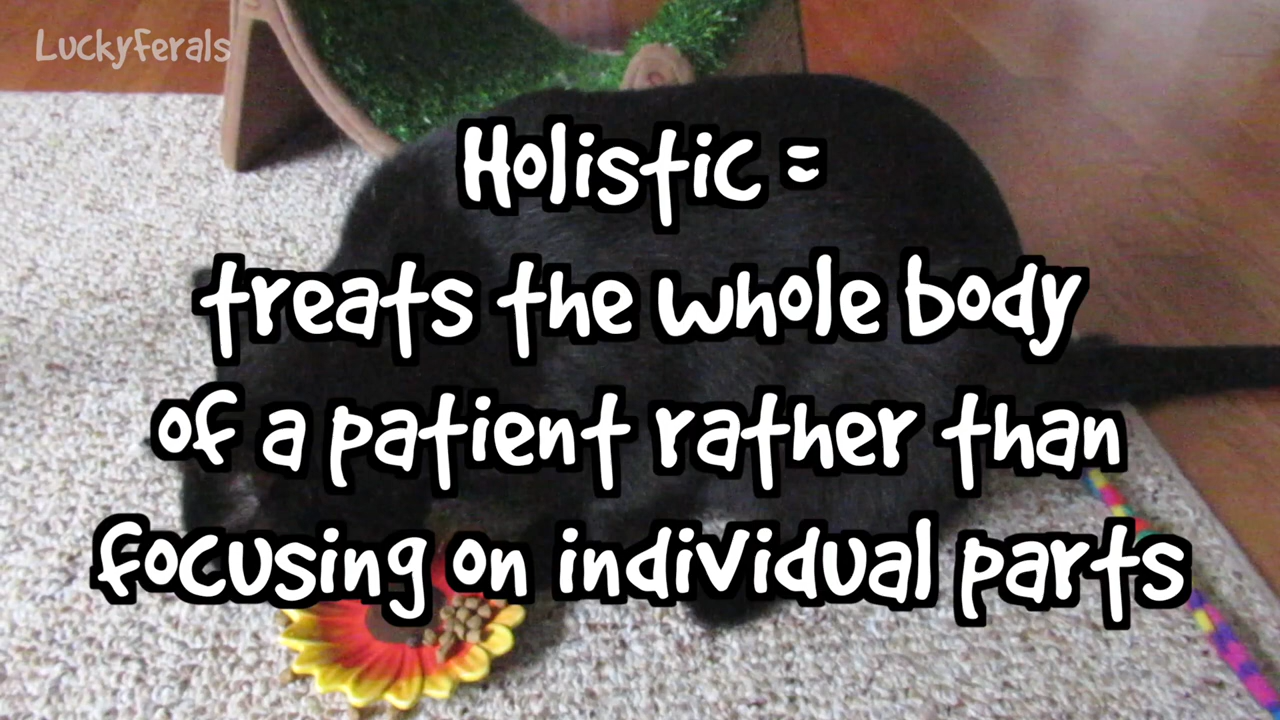 LuckyFerals
Holistic =
treats the whole body
of a patient rather than
focusing on individual parts